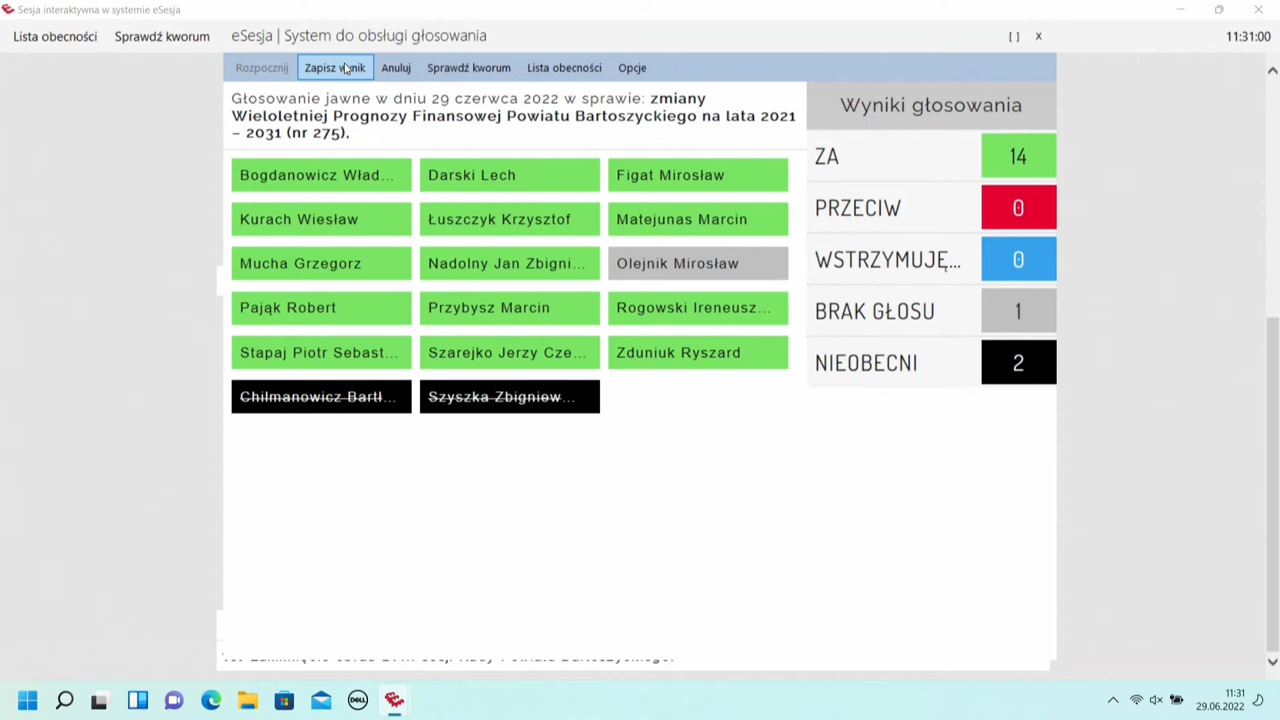 Sesja interaktywna w systemie eSesja
Lista obecności Sprawdź kworum eSesja | System do obsługi głosowania [ ] x 11:31:00
Rozpocznij Zapisz wynik Anuluj Sprawdź kworum Lista obecności Opcje
Głosowanie jawne w dniu 29 czerwca 2022 w sprawie: zmiany
Wieloletniej Prognozy Finansowej Powiatu Bartoszyckiego na lata 2021
– 2031 (nr 275).
Wyniki głosowania
Bogdanowicz Wład... Darski Lech Figat Mirosław
Kurach Wiesław Łuszczyk Krzysztof Matejunas Marcin
Mucha Grzegorz Nadolny Jan Zbigni... Olejnik Mirosław
Pająk Robert Przybysz Marcin Rogowski Ireneusz...
Stapaj Piotr Sebast... Szarejko Jerzy Cze... Zduniuk Ryszard
Chilmanowicz Bartł... Szyszka Zbigniew...
ZA 14
PRZECIW 0
WSTRZYMUJĘ... 0
BRAK GŁOSU 1
NIEOBECNI 2
DELL
11:31
29.06.2022